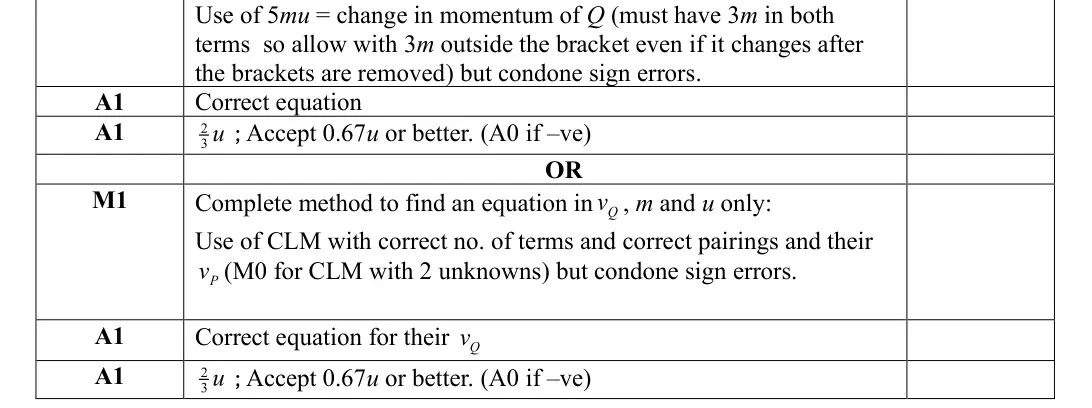 Use of 5mu = change in momentum of Q (must have 3m in both
terms so allow with 3m outside the bracket even if it changes after
the brackets are removed) but condone sign errors.
A1 Correct equation
A1 2/3 u ; Accept 0.67u or better. (A0 if –ve)
OR
M1 Complete method to find an equation in v_Q , m and u only:
Use of CLM with correct no. of terms and correct pairings and their
v_P (M0 for CLM with 2 unknowns) but condone sign errors.
A1 Correct equation for their v_Q
A1 2/3 u ; Accept 0.67u or better. (A0 if –ve)